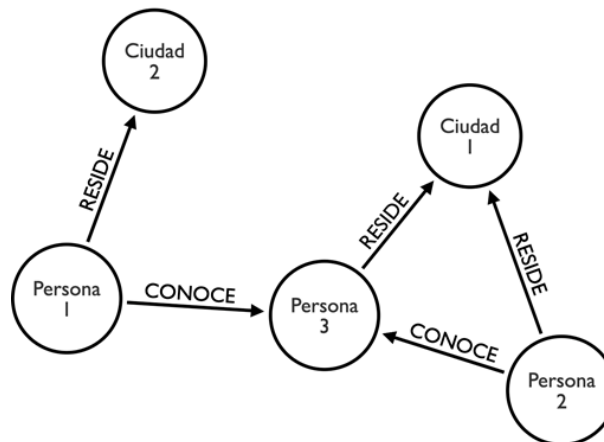 Ciudad
2
Ciudad
1
RESIDE
RESIDE
RESIDE
Persona
1
CONOCE
Persona
3
CONOCE
Persona
2